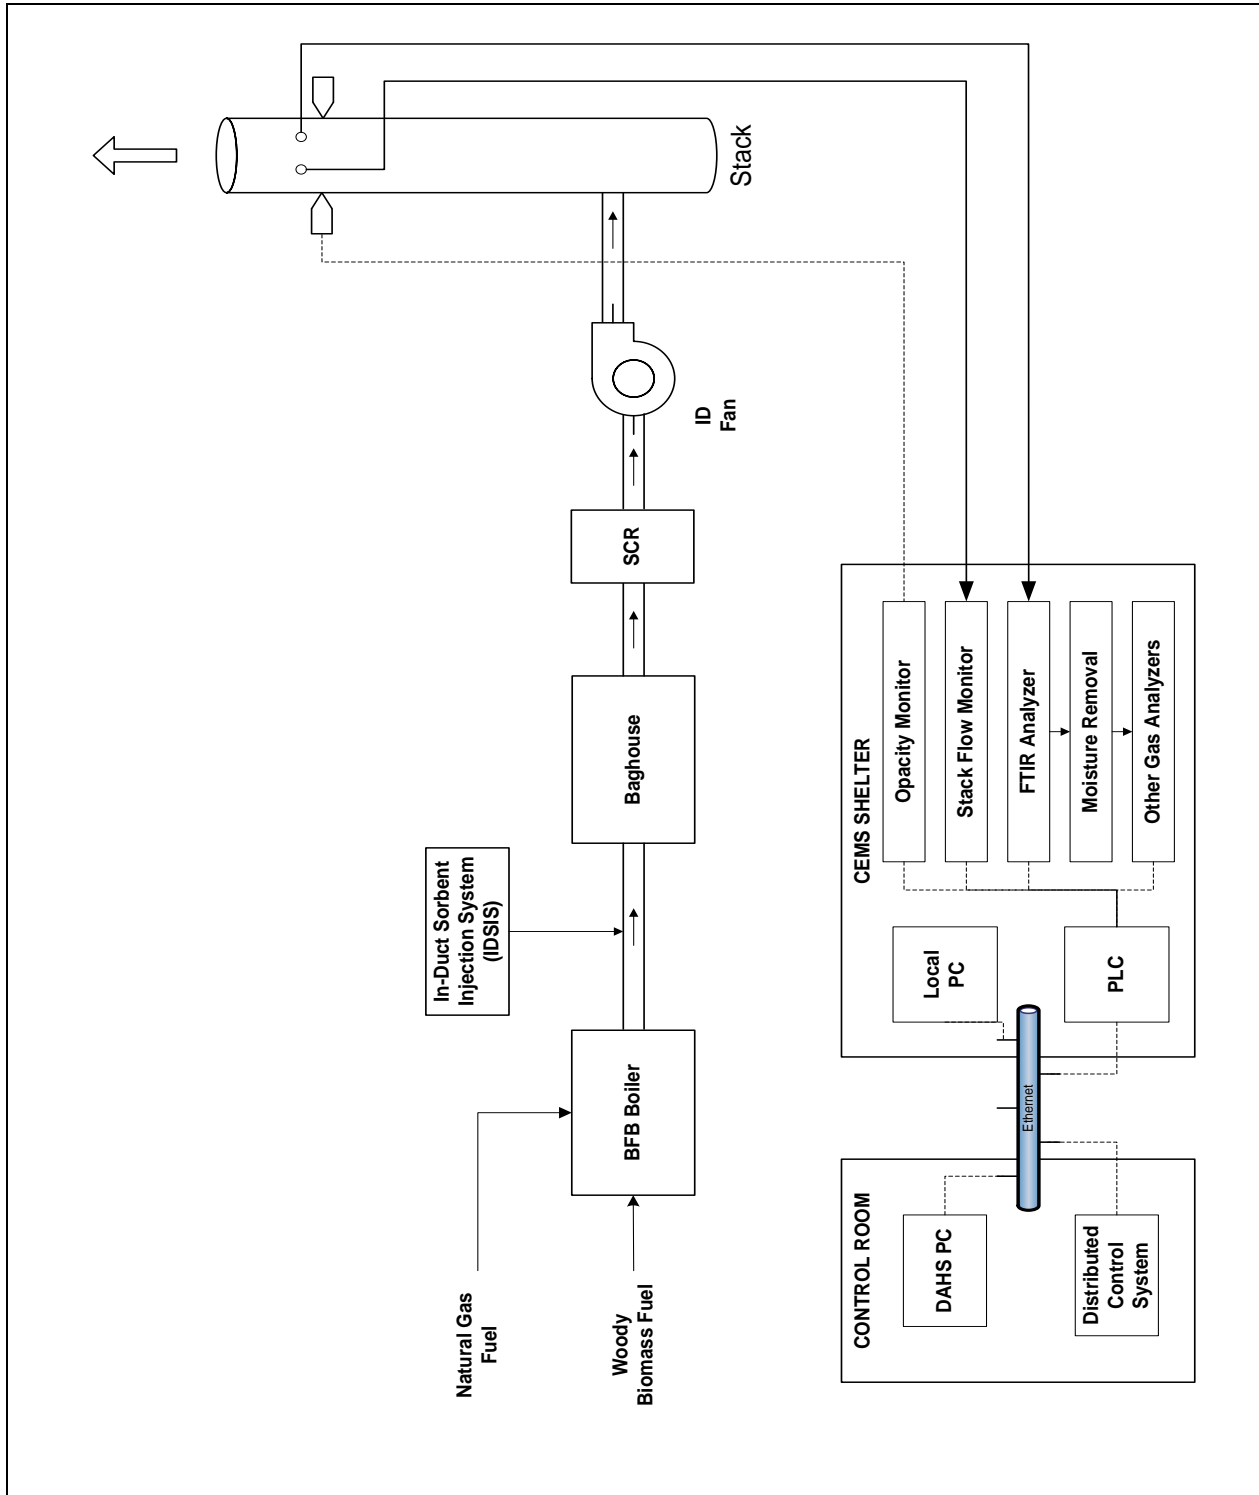 Natural Gas
Fuel
Woody
Biomass Fuel
BFB Boiler
In-Duct Sorbent
Injection System
(IDSIS)
Baghouse
SCR
ID
Fan
Stack
CONTROL ROOM
DAHS PC
Distributed
Control
System
Ethernet
CEMS SHELTER
Local
PC
PLC
Opacity Monitor
Stack Flow Monitor
FTIR Analyzer
Moisture Removal
Other Gas Analyzers